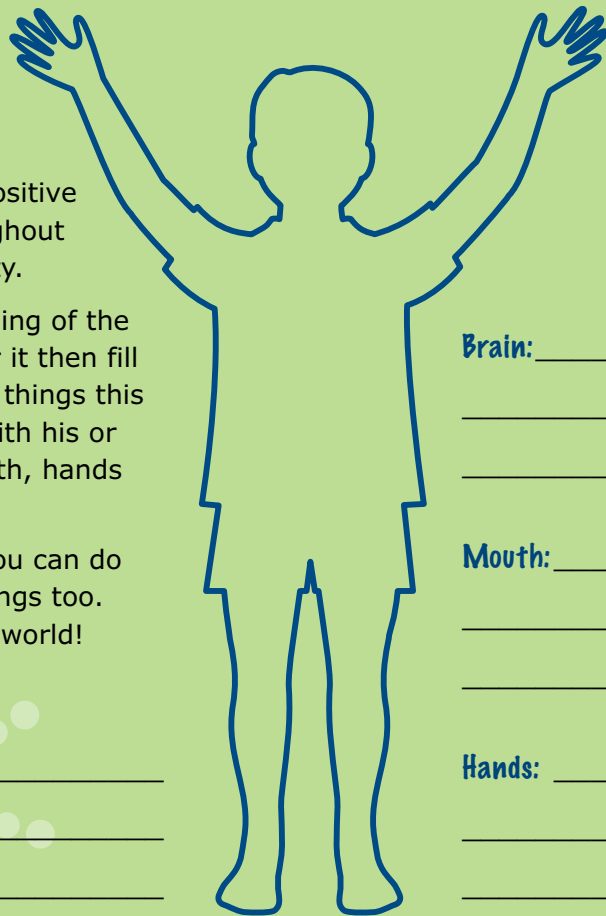 ositive
ghout
y.
ing of the
it then fill
things this
ith his or
th, hands
ou can do
ngs too.
world!
Brain:
Mouth:
Hands: